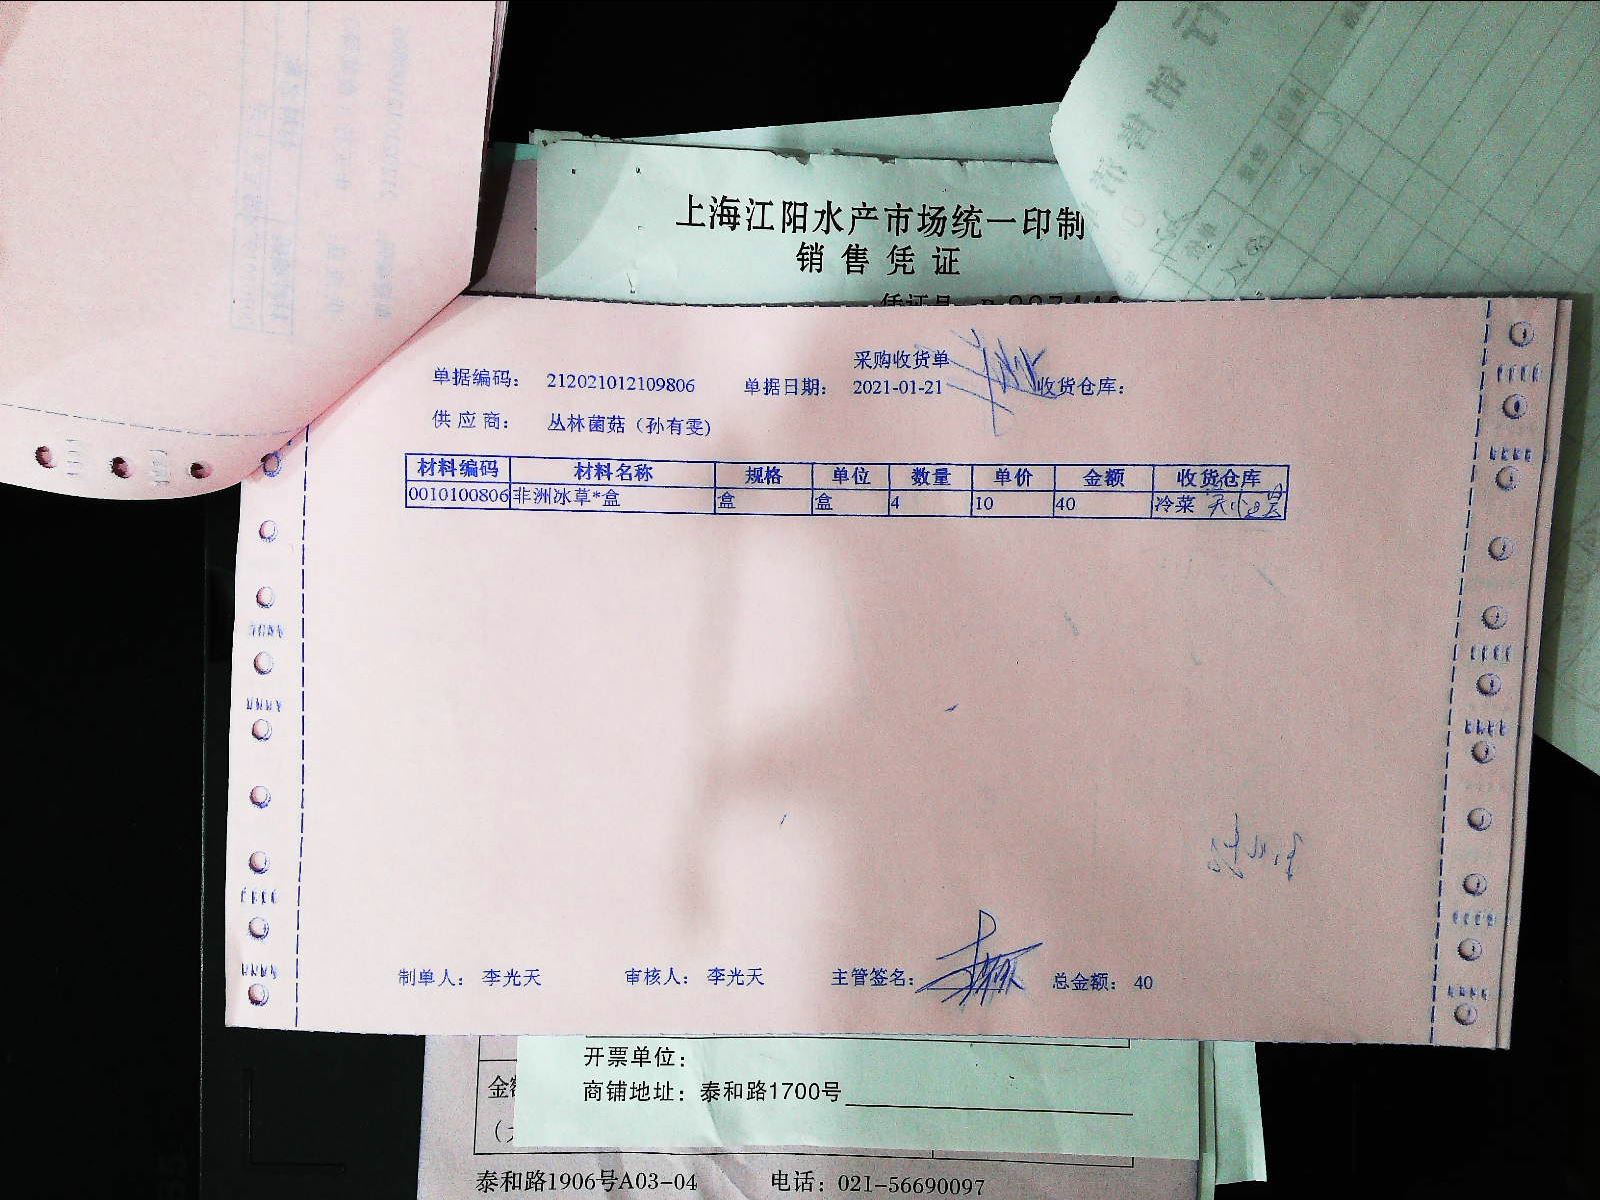 上海江阳水产市场统一印制
销售凭证
采购收货单
单据编码： 212021012109806 单据日期： 2021-01-21 收货仓库：
供应商： 丛林菌菇（孙有雯）
材料编码 材料名称 规格 单位 数量 单价 金额 收货仓库
0010100806 非洲冰草*盒 盒 盒 4 10 40 冷菜
制单人： 李光天 审核人： 李光天 主管签名： 总金额： 40
开票单位：
商铺地址：泰和路1700号
泰和路1906号A03-04 电话：021-56690097